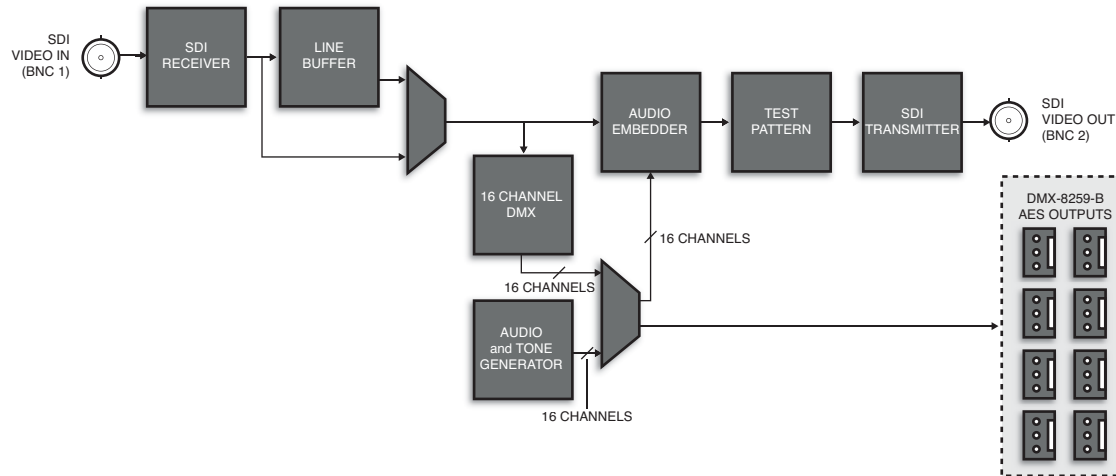 SDI
VIDEO IN
(BNC 1)
SDI
RECEIVER
LINE
BUFFER
AUDIO
EMBEDDER
TEST
PATTERN
SDI
TRANSMITTER
SDI
VIDEO OUT
(BNC 2)
16 CHANNEL
DMX
16 CHANNELS
16 CHANNELS
AUDIO
and TONE
GENERATOR
16 CHANNELS
DMX-8259-B
AES OUTPUTS